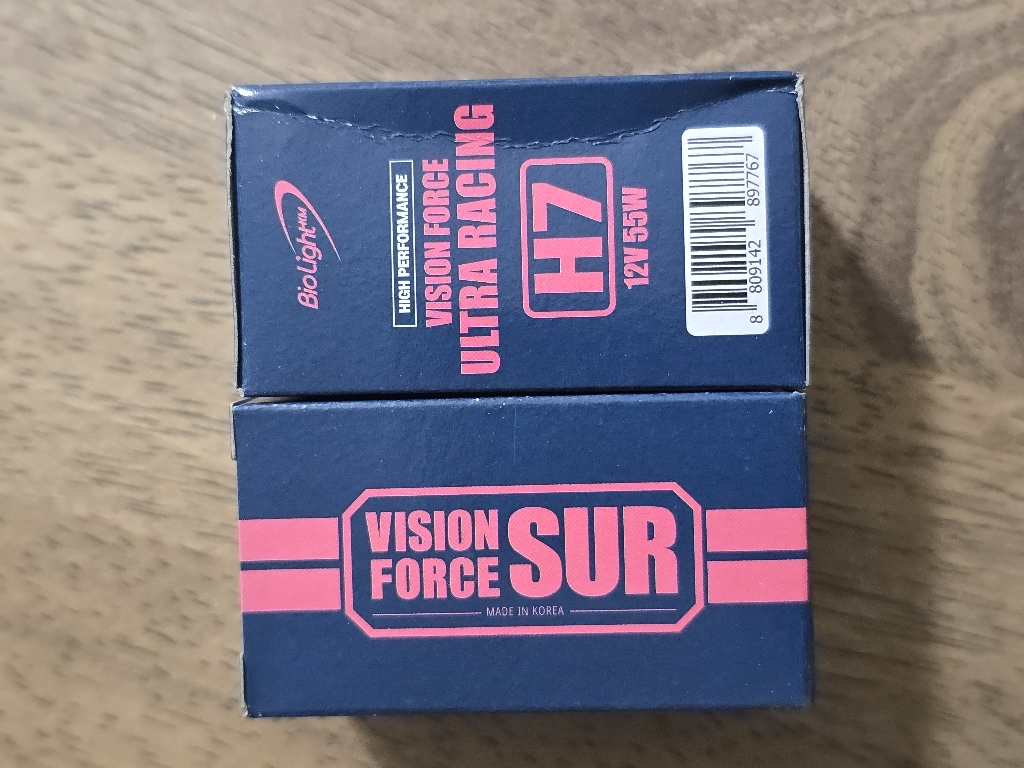 BioLight HM
HIGH PERFORMANCE
VISION FORCE
ULTRA RACING
H7
12V 55W
8 809142 897767
VISION
FORCE
SUR
MADE IN KOREA